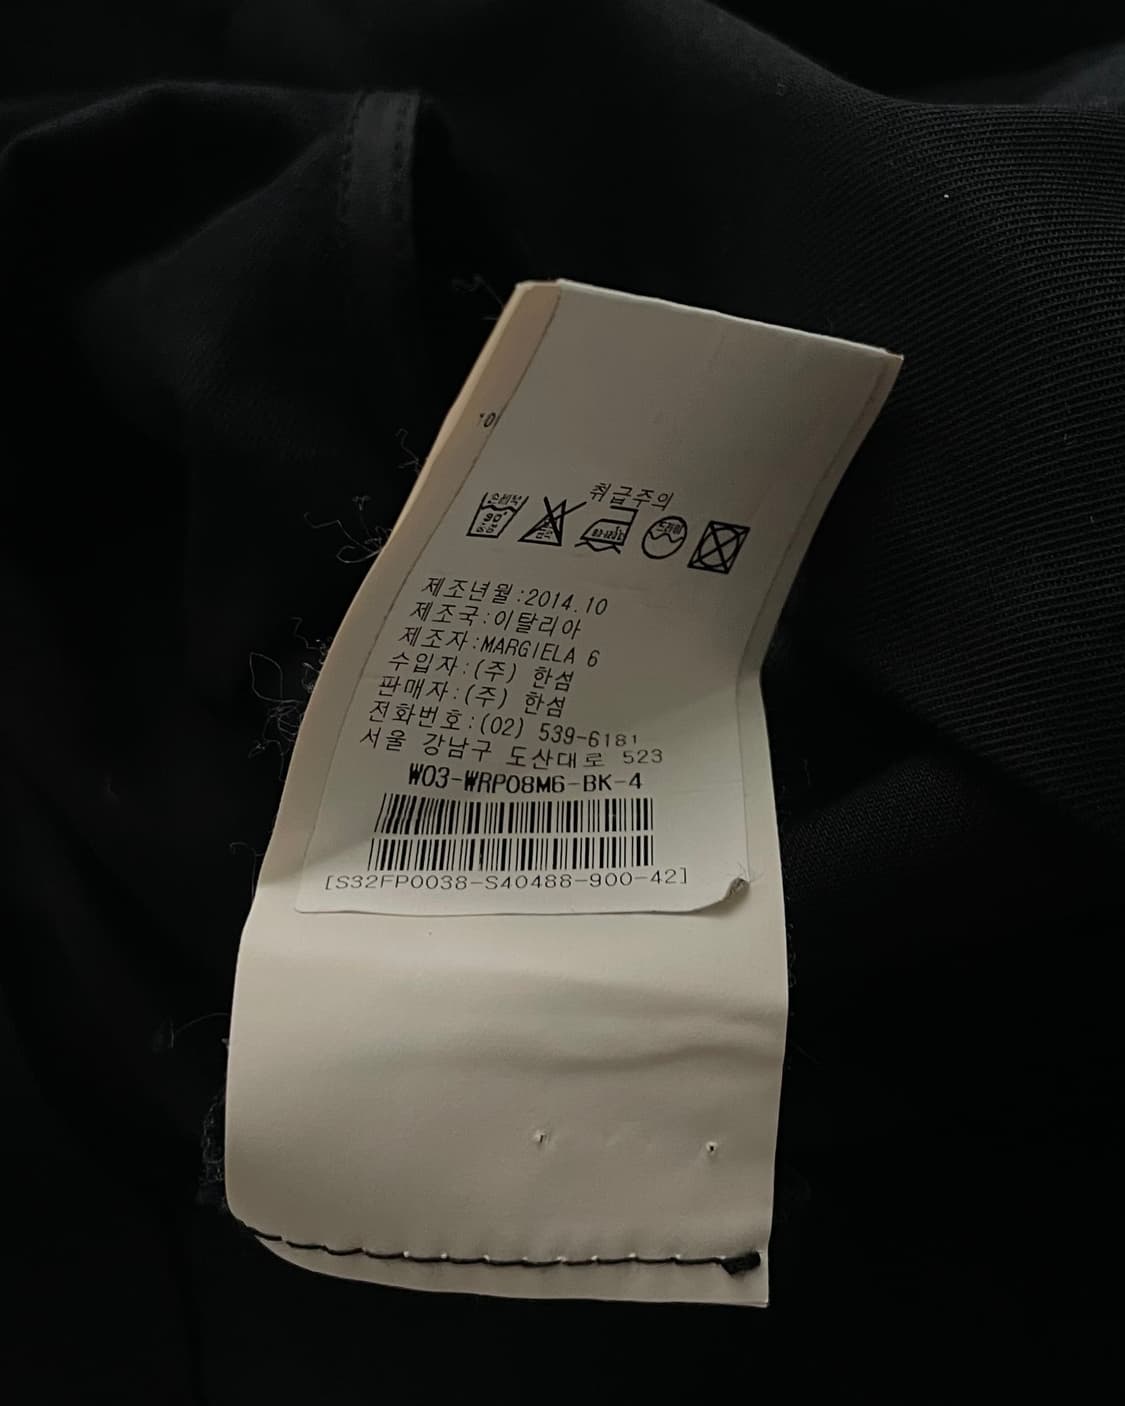 취급주의
제조년월:2014.10
제조국:이탈리아
제조자:MARGIELA 6
수입자:(주) 한섬
판매자:(주) 한섬
전화번호:(02) 539-6181
서울 강남구 도산대로 523
W03-WRP08M6-BK-4
[S32FP0038-S40488-900-42]